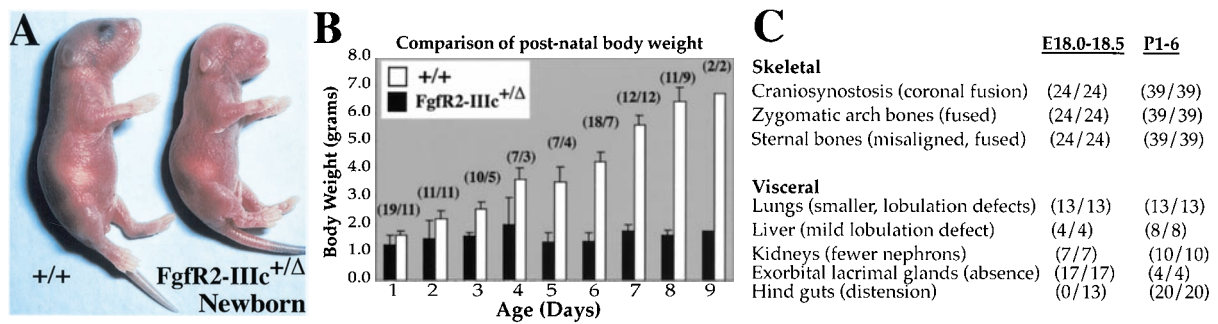 A
+/+
FgfR2-IIIc+/Δ
Newborn
B
Comparison of post-natal body weight
Body Weight (grams)
8.0
7.0
6.0
5.0
4.0
3.0
2.0
1.0
0.0
+/+
FgfR2-IIIc+/Δ
(19/11)
(11/11)
(10/5)
(7/3)
(7/4)
(18/7)
(12/12)
(11/9)
(2/2)
1 2 3 4 5 6 7 8 9
Age (Days)
C
E18.0-18.5 P1-6
Skeletal
Craniosynostosis (coronal fusion) (24/24) (39/39)
Zygomatic arch bones (fused) (24/24) (39/39)
Sternal bones (misaligned, fused) (24/24) (39/39)
Visceral
Lungs (smaller, lobulation defects) (13/13) (13/13)
Liver (mild lobulation defect) (4/4) (8/8)
Kidneys (fewer nephrons) (7/7) (10/10)
Exorbital lacrimal glands (absence) (17/17) (4/4)
Hind guts (distension) (0/13) (20/20)